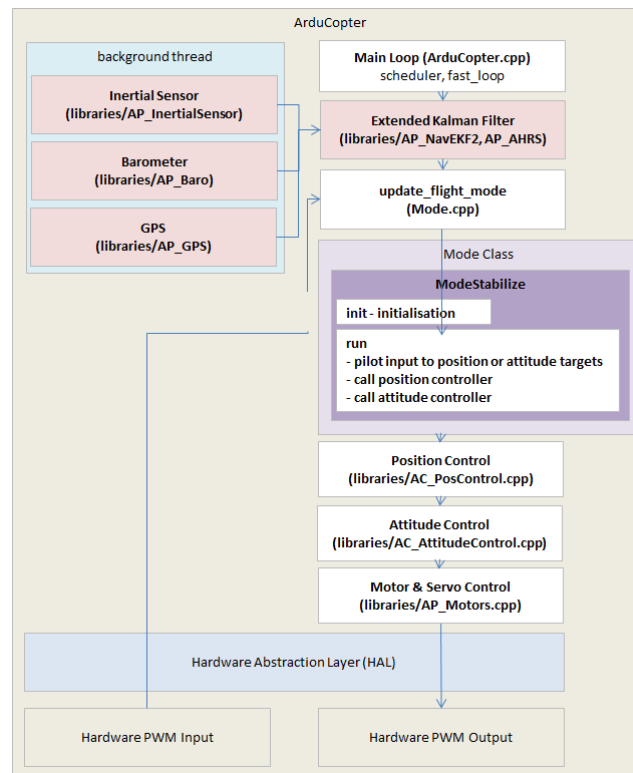 ArduCopter
background thread
Inertial Sensor
(libraries/AP_InertialSensor)
Barometer
(libraries/AP_Baro)
GPS
(libraries/AP_GPS)
Main Loop (ArduCopter.cpp)
scheduler, fast_loop
Extended Kalman Filter
(libraries/AP_NavEKF2, AP_AHRS)
update_flight_mode
(Mode.cpp)
Mode Class
ModeStabilize
init - initialisation
run
- pilot input to position or attitude targets
- call position controller
- call attitude controller
Position Control
(libraries/AC_PosControl.cpp)
Attitude Control
(libraries/AC_AttitudeControl.cpp)
Motor & Servo Control
(libraries/AP_Motors.cpp)
Hardware Abstraction Layer (HAL)
Hardware PWM Input
Hardware PWM Output